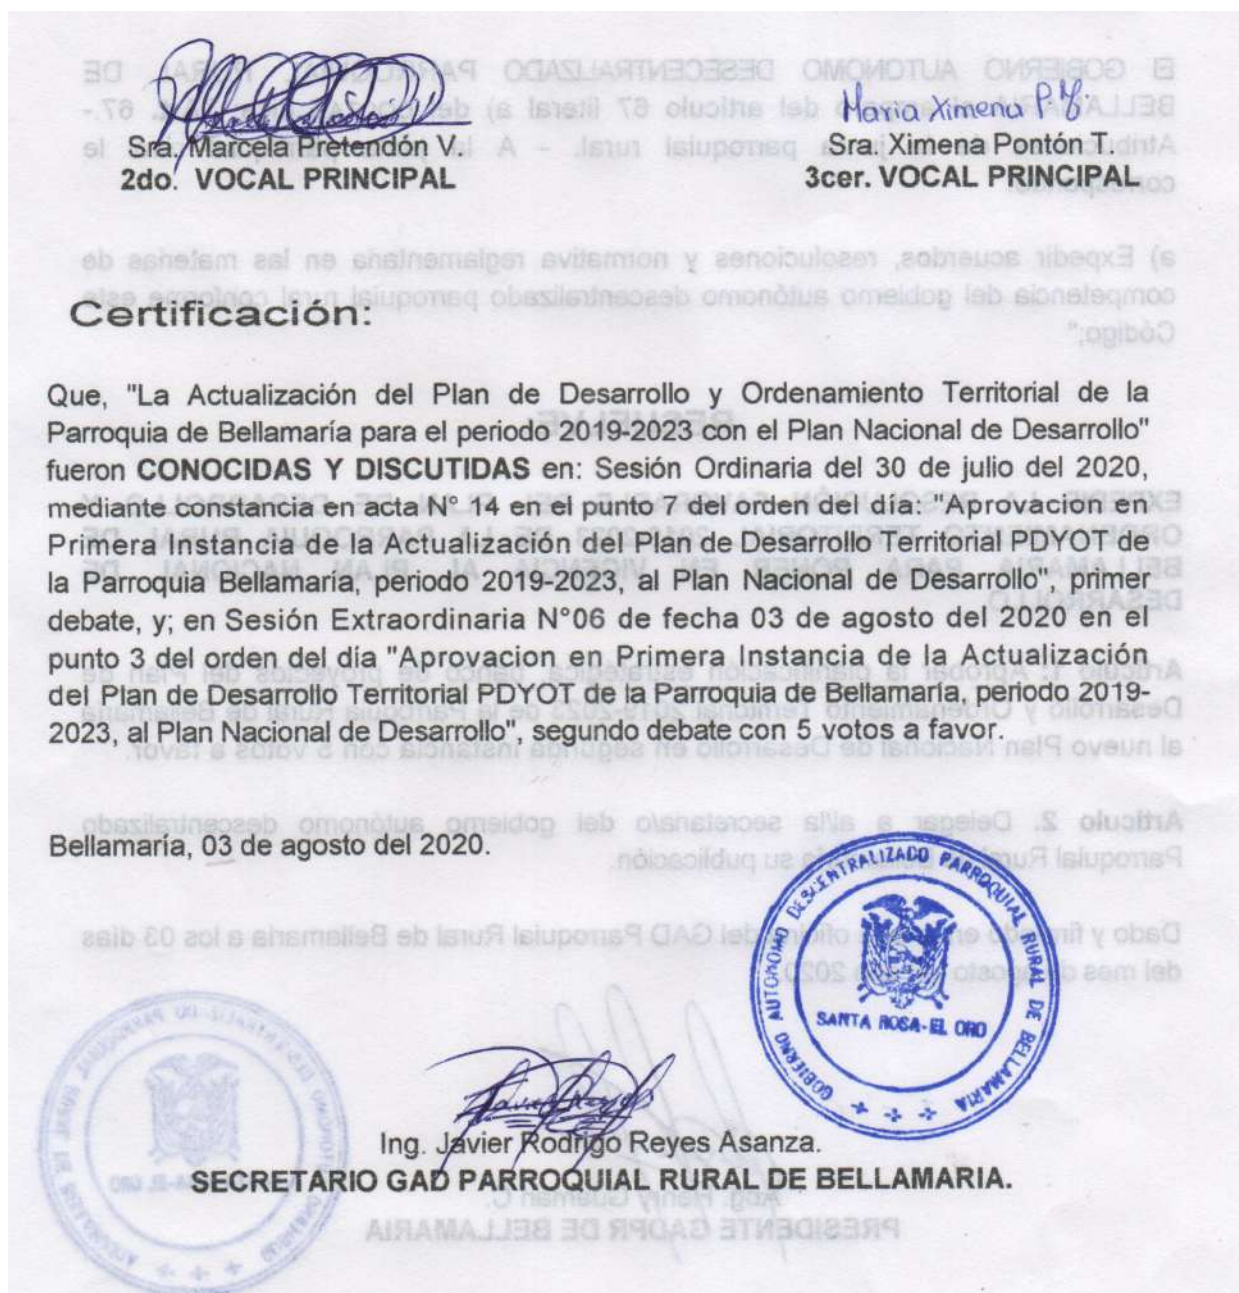 Maria Ximena P
Sra. Marcela Pretendón V.
Sra. Ximena Pontón T.
2do. VOCAL PRINCIPAL
3cer. VOCAL PRINCIPAL
Certificación:
Que, "La Actualización del Plan de Desarrollo y Ordenamiento Territorial de la
Parroquia de Bellamaría para el periodo 2019-2023 con el Plan Nacional de Desarrollo"
fueron CONOCIDAS Y DISCUTIDAS en: Sesión Ordinaria del 30 de julio del 2020,
mediante constancia en acta N° 14 en el punto 7 del orden del día: "Aprovacion en
Primera Instancia de la Actualización del Plan de Desarrollo Territorial PDYOT de
la Parroquia Bellamaría, periodo 2019-2023, al Plan Nacional de Desarrollo" primer
debate, y; en Sesión Extraordinaria N°06 de fecha 03 de agosto del 2020 en el
punto 3 del orden del día "Aprovacion en Primera Instancia de la Actualización
del Plan de Desarrollo Territorial PDYOT de la Parroquia de Bellamaría, periodo 2019-
2023, al Plan Nacional de Desarrollo", segundo debate con 5 votos a favor.
Bellamaría, 03 de agosto del 2020.
GOBIERNO AUTONOMO DESCENTRALIZADO PARROQUIAL RURAL DE BELLAMARIA
SANTA ROSA-EL ORO
Ing. Javier Rodrigo Reyes Asanza.
SECRETARIO GAD PARROQUIAL RURAL DE BELLAMARIA.